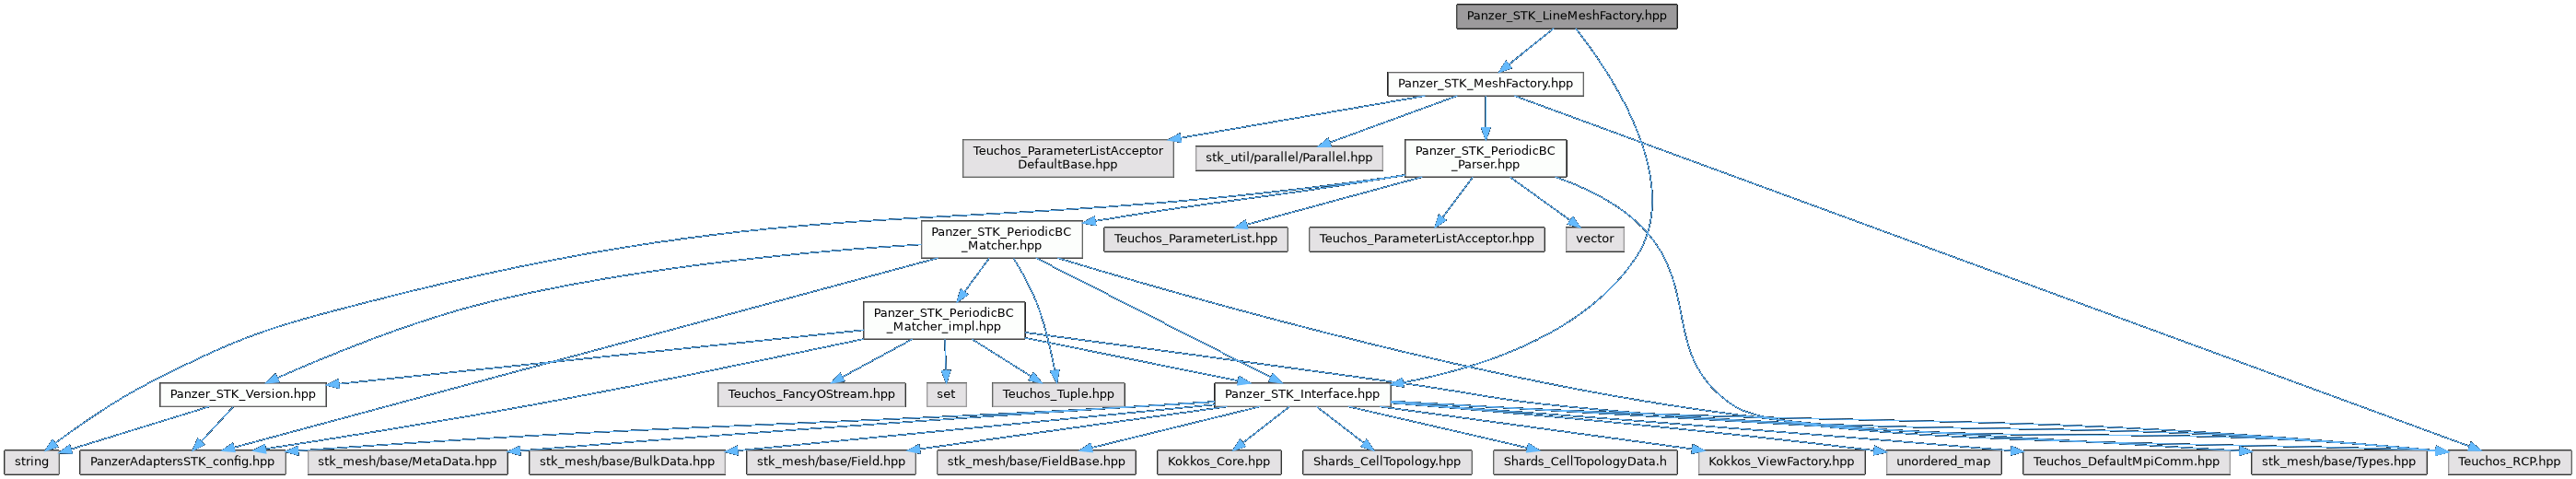 Panzer_STK_LineMeshFactory.hpp
Panzer_STK_MeshFactory.hpp
Teuchos_ParameterListAcceptor
DefaultBase.hpp
stk_util/parallel/Parallel.hpp
Panzer_STK_PeriodicBC
_Parser.hpp
Panzer_STK_PeriodicBC
_Matcher.hpp
Teuchos_ParameterList.hpp
Teuchos_ParameterListAcceptor.hpp
vector
Panzer_STK_PeriodicBC
_Matcher_impl.hpp
Panzer_STK_Version.hpp
Teuchos_FancyOStream.hpp
set
Teuchos_Tuple.hpp
Panzer_STK_Interface.hpp
string
PanzerAdaptersSTK_config.hpp
stk_mesh/base/MetaData.hpp
stk_mesh/base/BulkData.hpp
stk_mesh/base/Field.hpp
stk_mesh/base/FieldBase.hpp
Kokkos_Core.hpp
Shards_CellTopology.hpp
Shards_CellTopologyData.h
Kokkos_ViewFactory.hpp
unordered_map
Teuchos_DefaultMpiComm.hpp
stk_mesh/base/Types.hpp
Teuchos_RCP.hpp